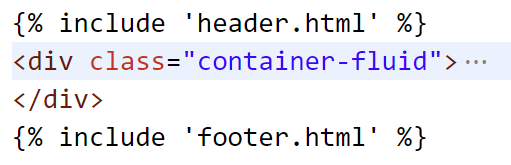 {% include 'header.html' %}
<div class="container-fluid">⋯
</div>
{% include 'footer.html' %}